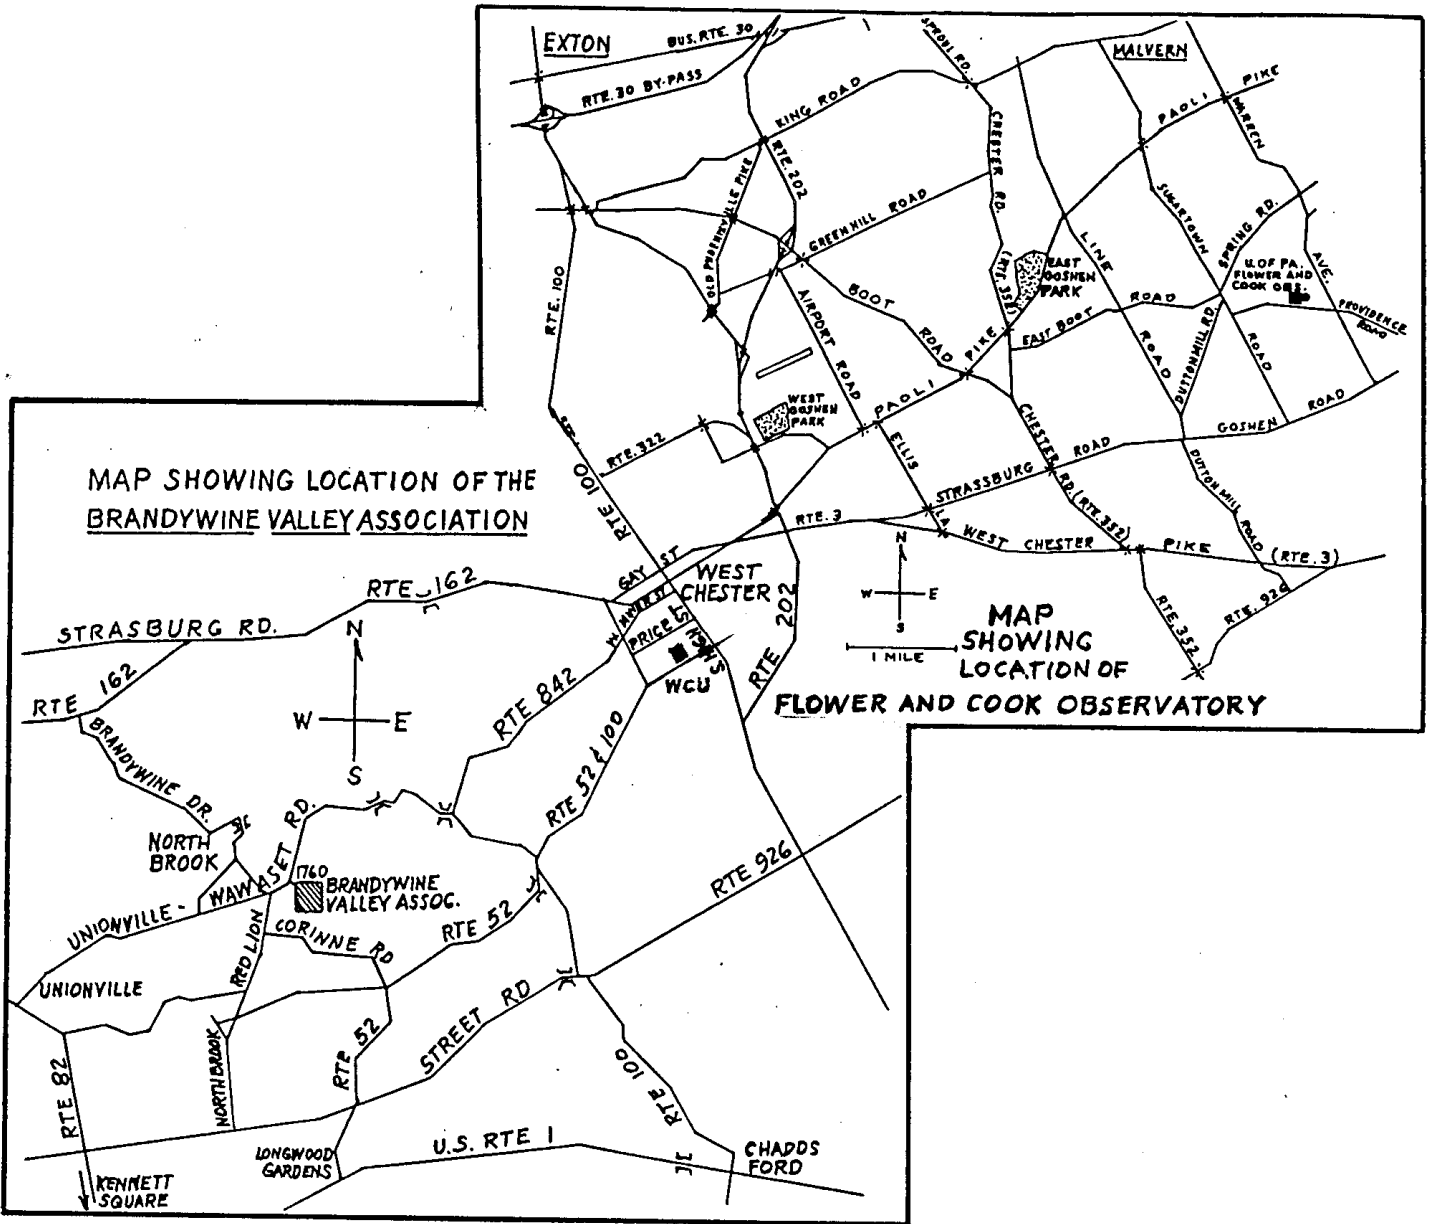 EXTON
BUS. RTE. 30
RTE. 30 BY-PASS
SPROUL RD.
MALVERN
KING ROAD
PAOLI PIKE
WARREN
AVE.
CHESTER RD.
(RTE. 352)
RTE. 202
OLD PHOENIXVILLE PIKE
GREENHILL ROAD
SUGARTOWN
ROAD
SPRING RD.
LINE
ROAD
EAST
GOSHEN
PARK
U. OF PA.
FLOWER AND
COOK OBS.
PROVIDENCE
ROAD
RTE. 100
BOOT
ROAD
AIRPORT ROAD
EAST BOOT ROAD
DUTTON MILL RD.
PAOLI PIKE
WEST
GOSHEN
PARK
RTE. 322
ELLIS
LA.
CHESTER
RD. (RTE. 352)
STRASSBURG ROAD
GOSHEN ROAD
DUTTON MILL ROAD
RTE 100
RTE. 3
WEST CHESTER PIKE (RTE. 3)
N
W E
S
1 MILE
RTE. 352
RTE. 926
MAP
SHOWING
LOCATION OF
FLOWER AND COOK OBSERVATORY
MAP SHOWING LOCATION OF THE
BRANDYWINE VALLEY ASSOCIATION
GAY ST
WEST
CHESTER
PRICE ST
S HIGH ST
WCU
RTE 202
RTE 162
STRASBURG RD.
RTE 162
N
W E
S
RTE 842
RTE 52 & 100
BRANDYWINE DR.
NORTH
BROOK
UNIONVILLE - WAWASET RD.
1760
BRANDYWINE
VALLEY ASSOC.
RTE 926
RED LION
CORINNE RD
RTE 52
UNIONVILLE
RTE 82
NORTHBROOK
RTE 52
STREET RD
RTE 100
LONGWOOD
GARDENS
U.S. RTE 1
CHADDS
FORD
KENNETT
SQUARE